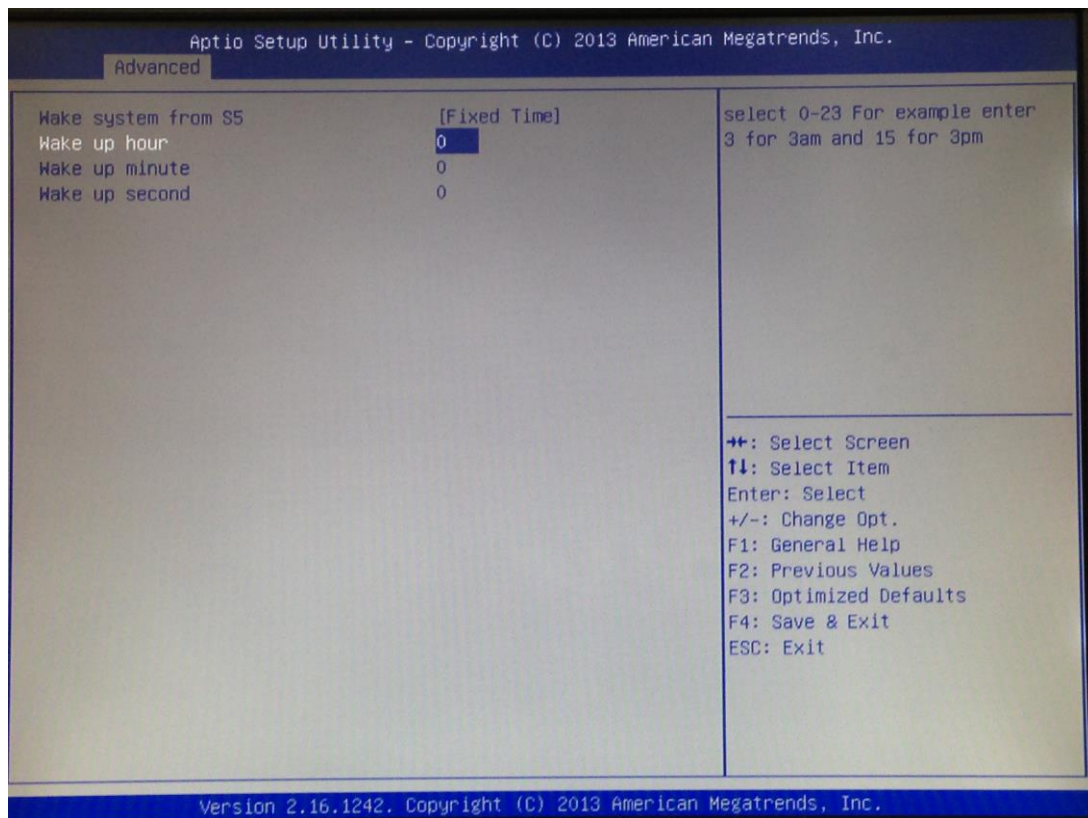 Aptio Setup Utility - Copyright (C) 2013 American Megatrends, Inc.
Advanced
Wake system from S5 [Fixed Time]
Wake up hour 0
Wake up minute 0
Wake up second 0
select 0-23 For example enter
3 for 3am and 15 for 3pm
→←: Select Screen
↑↓: Select Item
Enter: Select
+/-: Change Opt.
F1: General Help
F2: Previous Values
F3: Optimized Defaults
F4: Save & Exit
ESC: Exit
Version 2.16.1242. Copyright (C) 2013 American Megatrends, Inc.